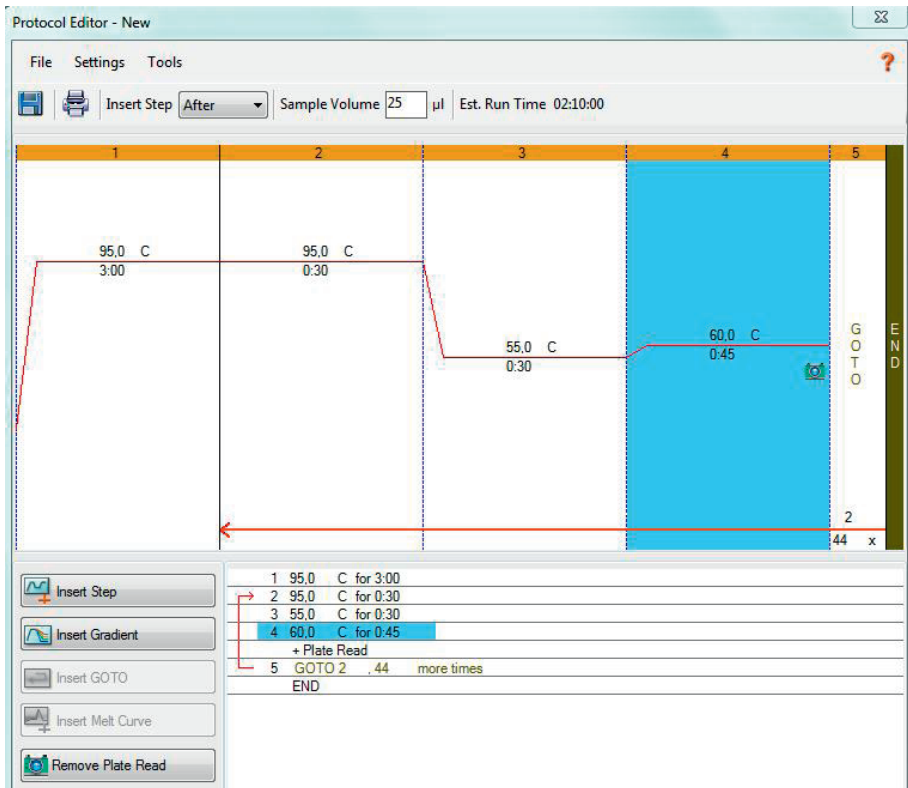 Protocol Editor - New
File Settings Tools
?
Insert Step After Sample Volume 25 µl Est. Run Time 02:10:00
1 2 3 4 5
95,0 C
3:00
95,0 C
0:30
55,0 C
0:30
60,0 C
0:45
GOTO
END
2
44 x
Insert Step
Insert Gradient
Insert GOTO
Insert Melt Curve
Remove Plate Read
1 95,0 C for 3:00
2 95,0 C for 0:30
3 55,0 C for 0:30
4 60,0 C for 0:45
+ Plate Read
5 GOTO 2 , 44 more times
END